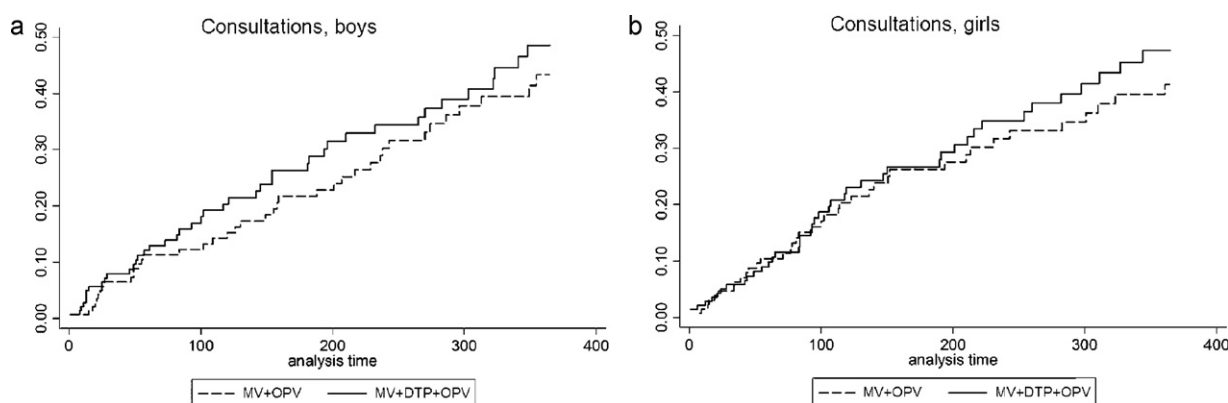 a
Consultations, boys
0.50
0.40
0.30
0.20
0.10
0.00
0 100 200 300 400
analysis time
MV+OPV MV+DTP+OPV
b
Consultations, girls
0.50
0.40
0.30
0.20
0.10
0.00
0 100 200 300 400
analysis time
MV+OPV MV+DTP+OPV